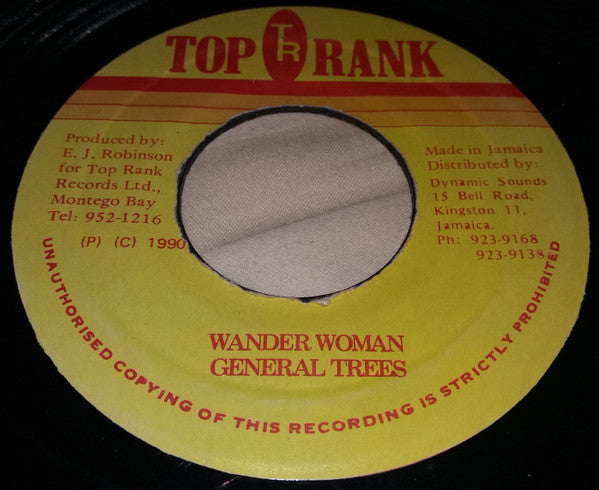 TOP TR RANK
Produced by:
E. J. Robinson
for Top Rank
Records Ltd.,
Montego Bay
Tel: 952-1216
(P) (C) 1990
Made in Jamaica
Distributed by:
Dynamic Sounds
15 Bell Road,
Kingston 11,
Jamaica.
Ph: 923-9168
923-9138
WANDER WOMAN
GENERAL TREES
UNAUTHORISED COPYING OF THIS RECORDING IS STRICTLY PROHIBITED